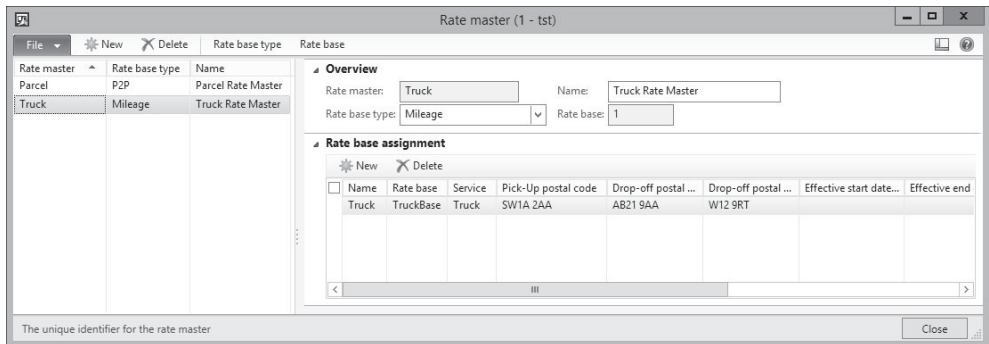 Rate master (1 - tst)
File New Delete Rate base type Rate base
Rate master Rate base type Name
Parcel P2P Parcel Rate Master
Truck Mileage Truck Rate Master
Overview
Rate master: Truck Name: Truck Rate Master
Rate base type: Mileage Rate base: 1
Rate base assignment
New Delete
Name Rate base Service Pick-Up postal code Drop-off postal ... Drop-off postal ... Effective start date... Effective end
Truck TruckBase Truck SW1A 2AA AB21 9AA W12 9RT
The unique identifier for the rate master Close